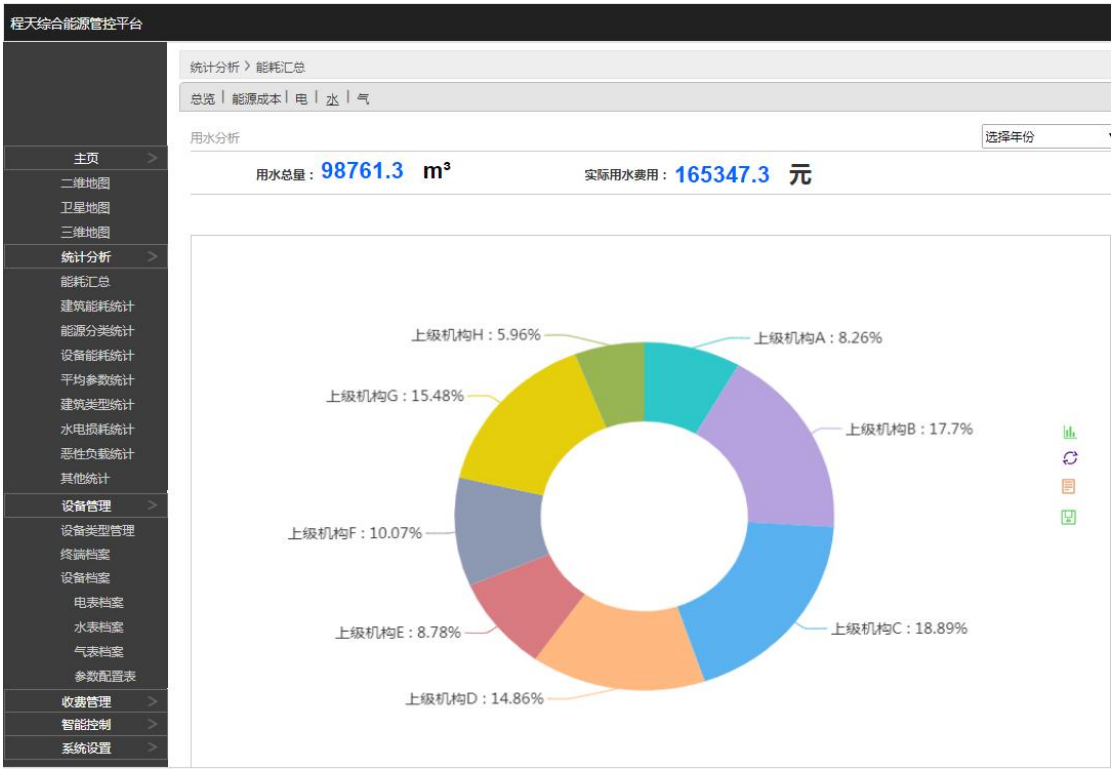 程天综合能源管控平台
统计分析 > 能耗汇总
总览 | 能源成本 | 电 | 水 | 气
用水分析
选择年份
用水总量：98761.3 m³
实际用水费用：165347.3 元
主页 >
二维地图
卫星地图
三维地图
统计分析 >
能耗汇总
建筑能耗统计
能源分类统计
设备能耗统计
平均参数统计
建筑类型统计
水电损耗统计
恶性负载统计
其他统计
设备管理 >
设备类型管理
终端档案
设备档案
电表档案
水表档案
气表档案
参数配置表
收费管理 >
智能控制 >
系统设置 >
上级机构H：5.96%
上级机构A：8.26%
上级机构G：15.48%
上级机构B：17.7%
上级机构F：10.07%
上级机构E：8.78%
上级机构C：18.89%
上级机构D：14.86%